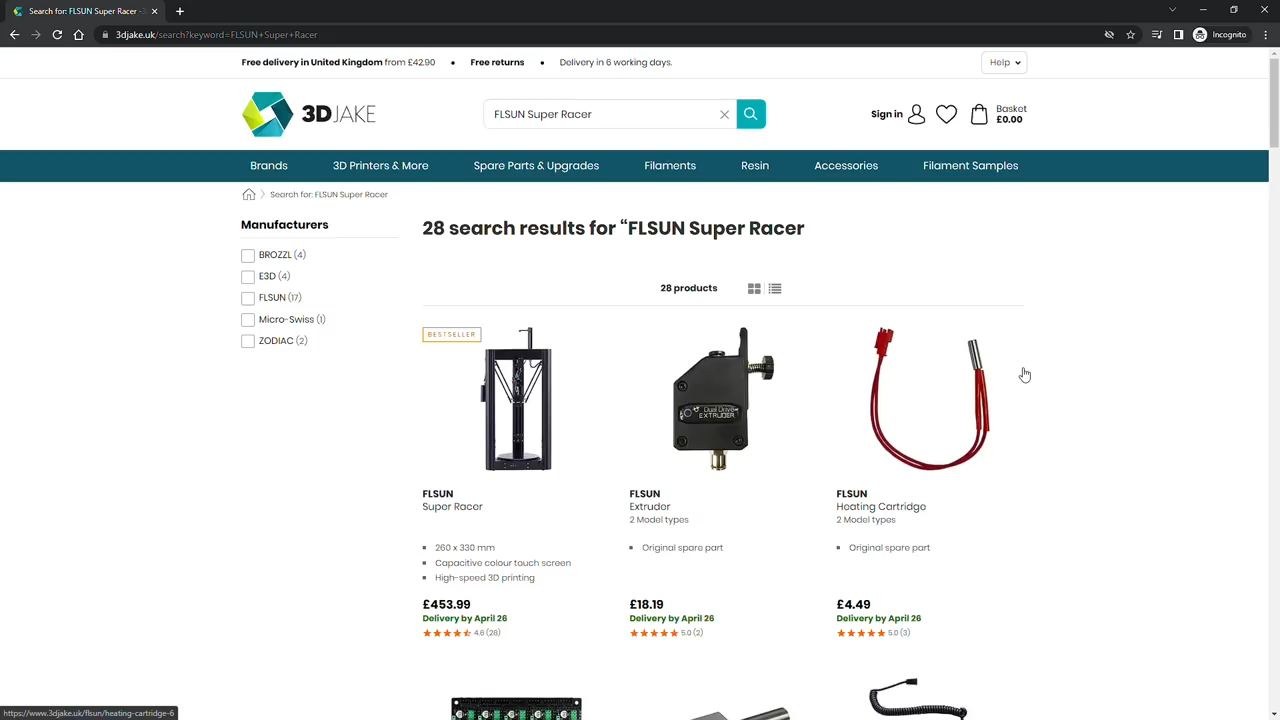 Search for: FLSUN Super Racer -
3djake.uk/search?keyword=FLSUN+Super+Racer
Incognito
Free delivery in United Kingdom from £42.90
Free returns
Delivery in 6 working days.
Help
3DJAKE
FLSUN Super Racer
Sign in
Basket
£0.00
Brands
3D Printers & More
Spare Parts & Upgrades
Filaments
Resin
Accessories
Filament Samples
Search for: FLSUN Super Racer
Manufacturers
BROZZL (4)
E3D (4)
FLSUN (17)
Micro-Swiss (1)
ZODIAC (2)
28 search results for “FLSUN Super Racer
28 products
BESTSELLER
Dual Drive
EXTRUDER
FLSUN
Super Racer
260 x 330 mm
Capacitive colour touch screen
High-speed 3D printing
£453.99
Delivery by April 26
4.6 (28)
FLSUN
Extruder
2 Model types
Original spare part
£18.19
Delivery by April 26
5.0 (2)
FLSUN
Heating Cartridge
2 Model types
Original spare part
£4.49
Delivery by April 26
5.0 (3)
https://www.3djake.uk/flsun/heating-cartridge-6